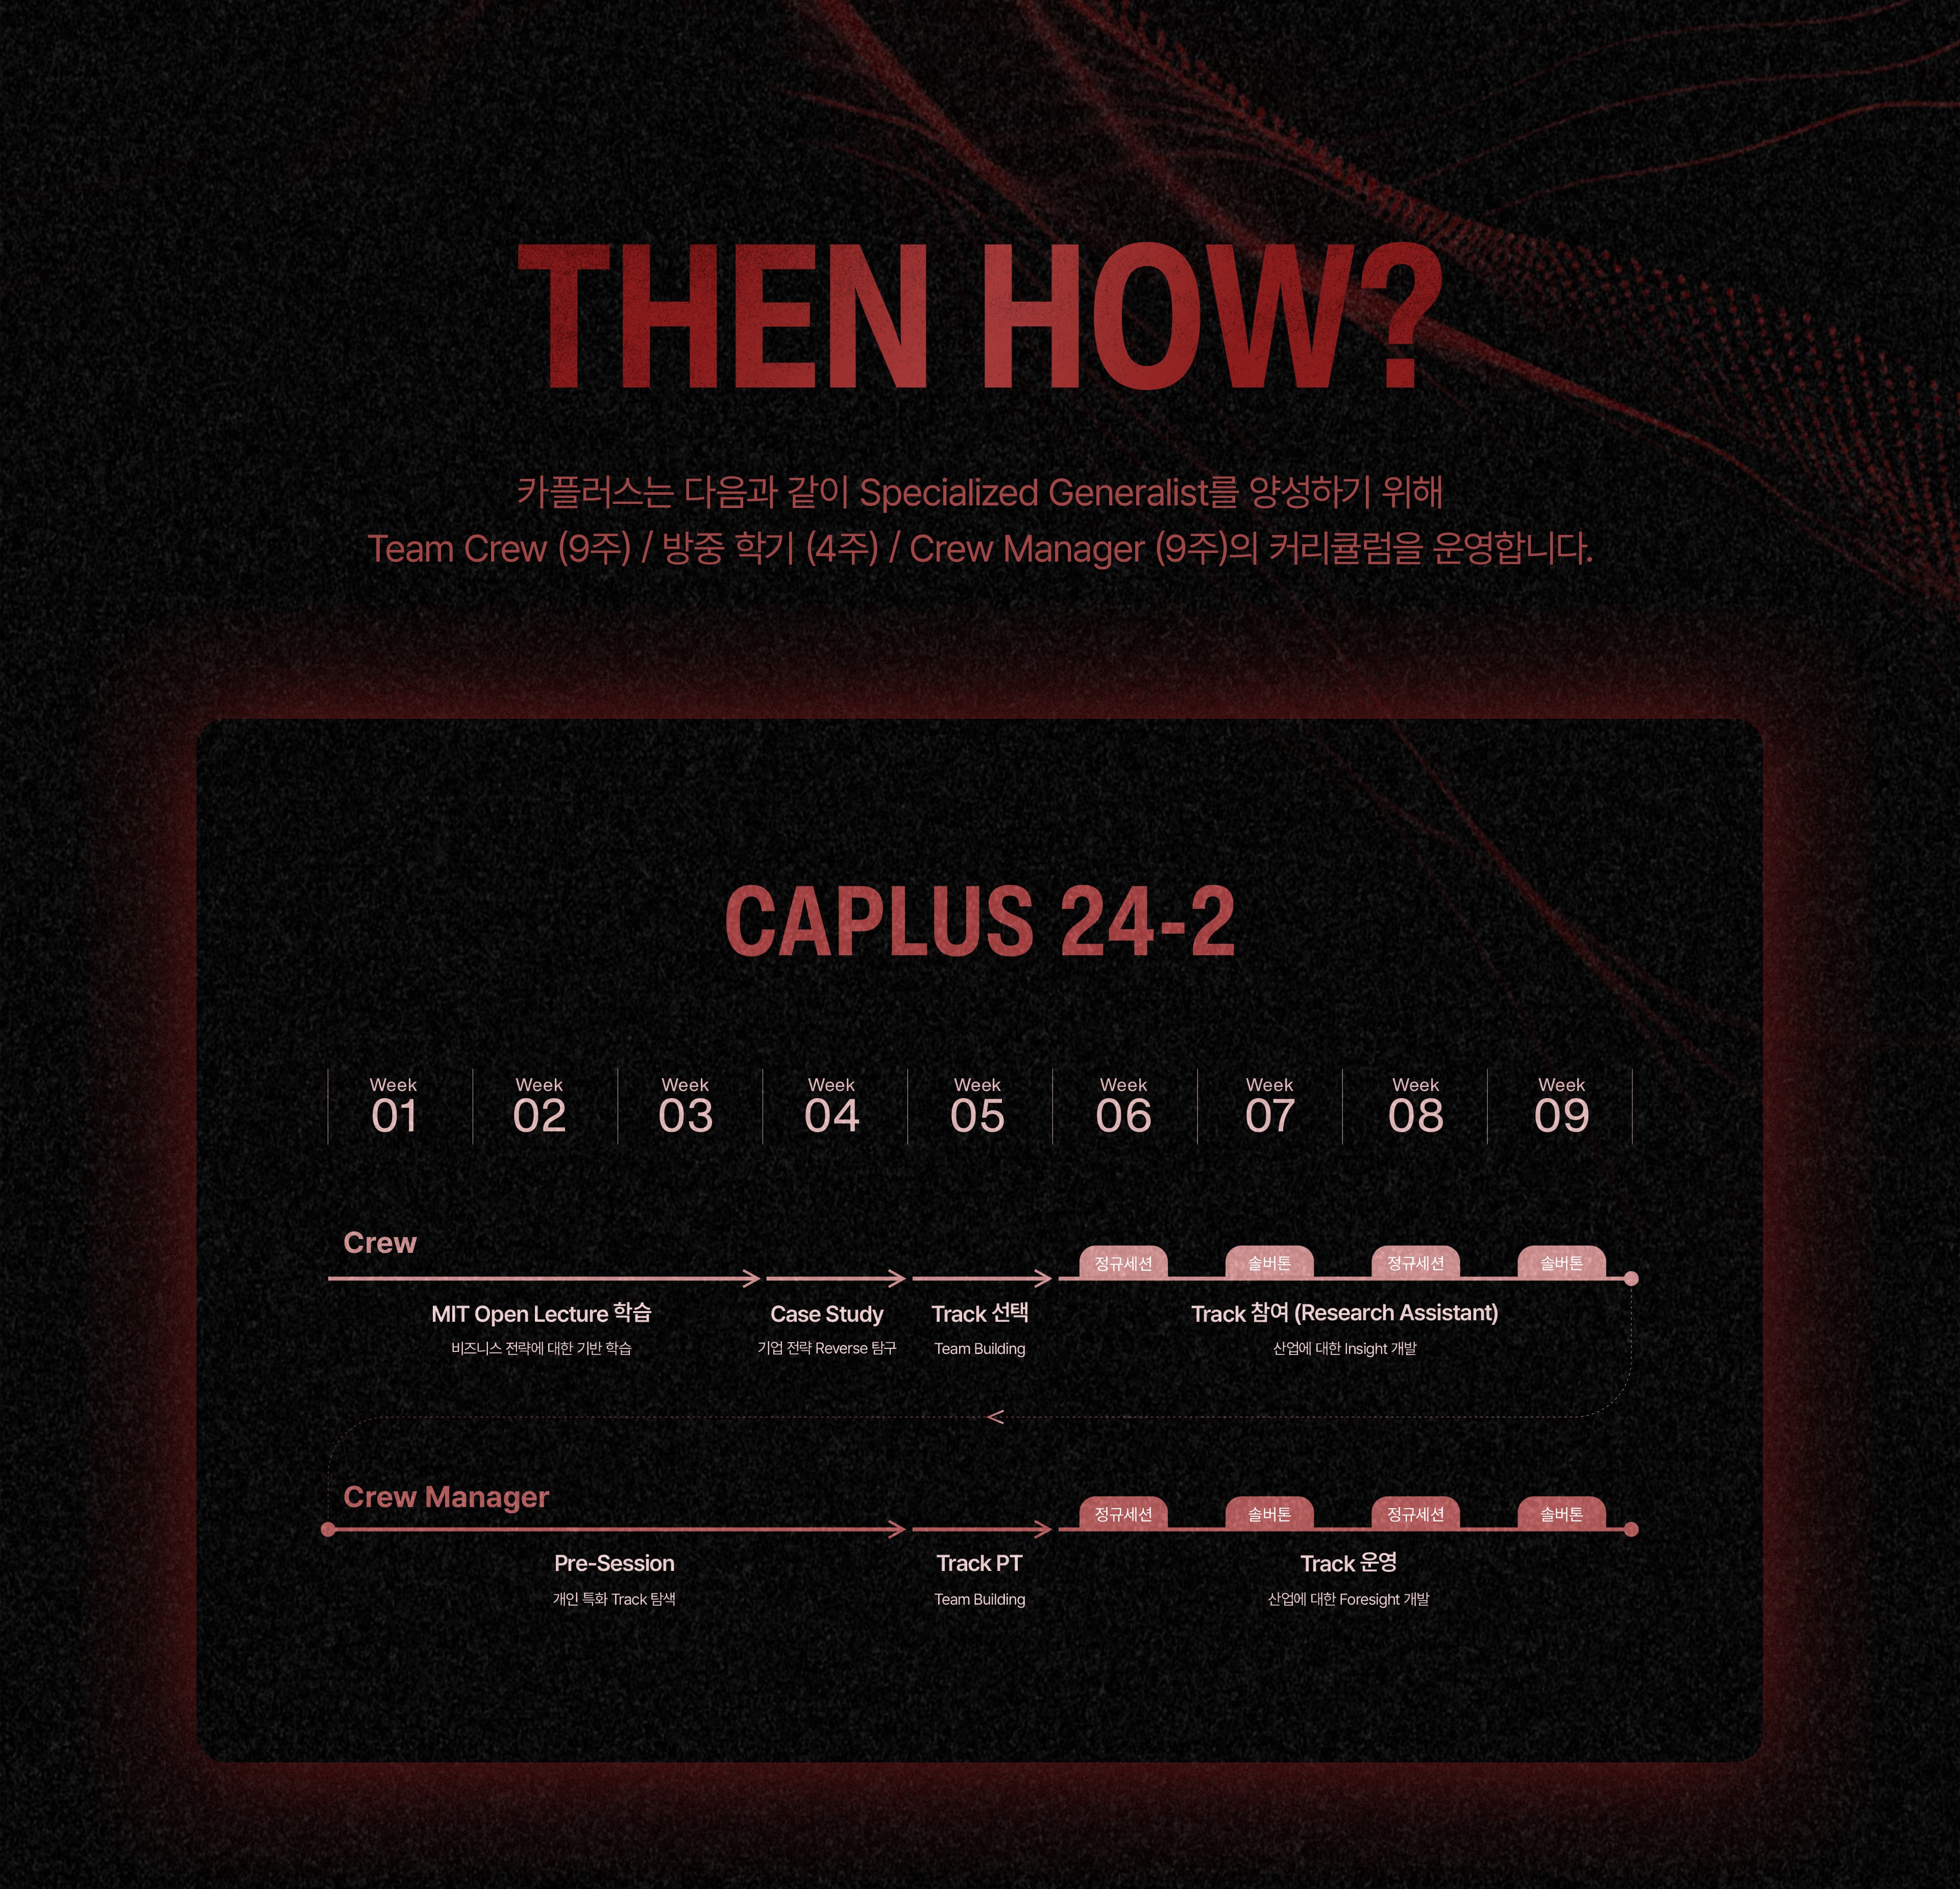 THEN HOW?
카플러스는 다음과 같이 Specialized Generalist를 양성하기 위해
Team Crew (9주) / 방중 학기 (4주) / Crew Manager (9주)의 커리큘럼을 운영합니다.
CAPLUS 24-2
Week Week Week Week Week Week Week Week Week
01 02 03 04 05 06 07 08 09
Crew
정규세션 솔버톤 정규세션 솔버톤
MIT Open Lecture 학습 Case Study Track 선택 Track 참여 (Research Assistant)
비즈니스 전략에 대한 기반 학습 기업 전략 Reverse 탐구 Team Building 산업에 대한 Insight 개발
Crew Manager
정규세션 솔버톤 정규세션 솔버톤
Pre-Session Track PT Track 운영
개인 특화 Track 탐색 Team Building 산업에 대한 Foresight 개발